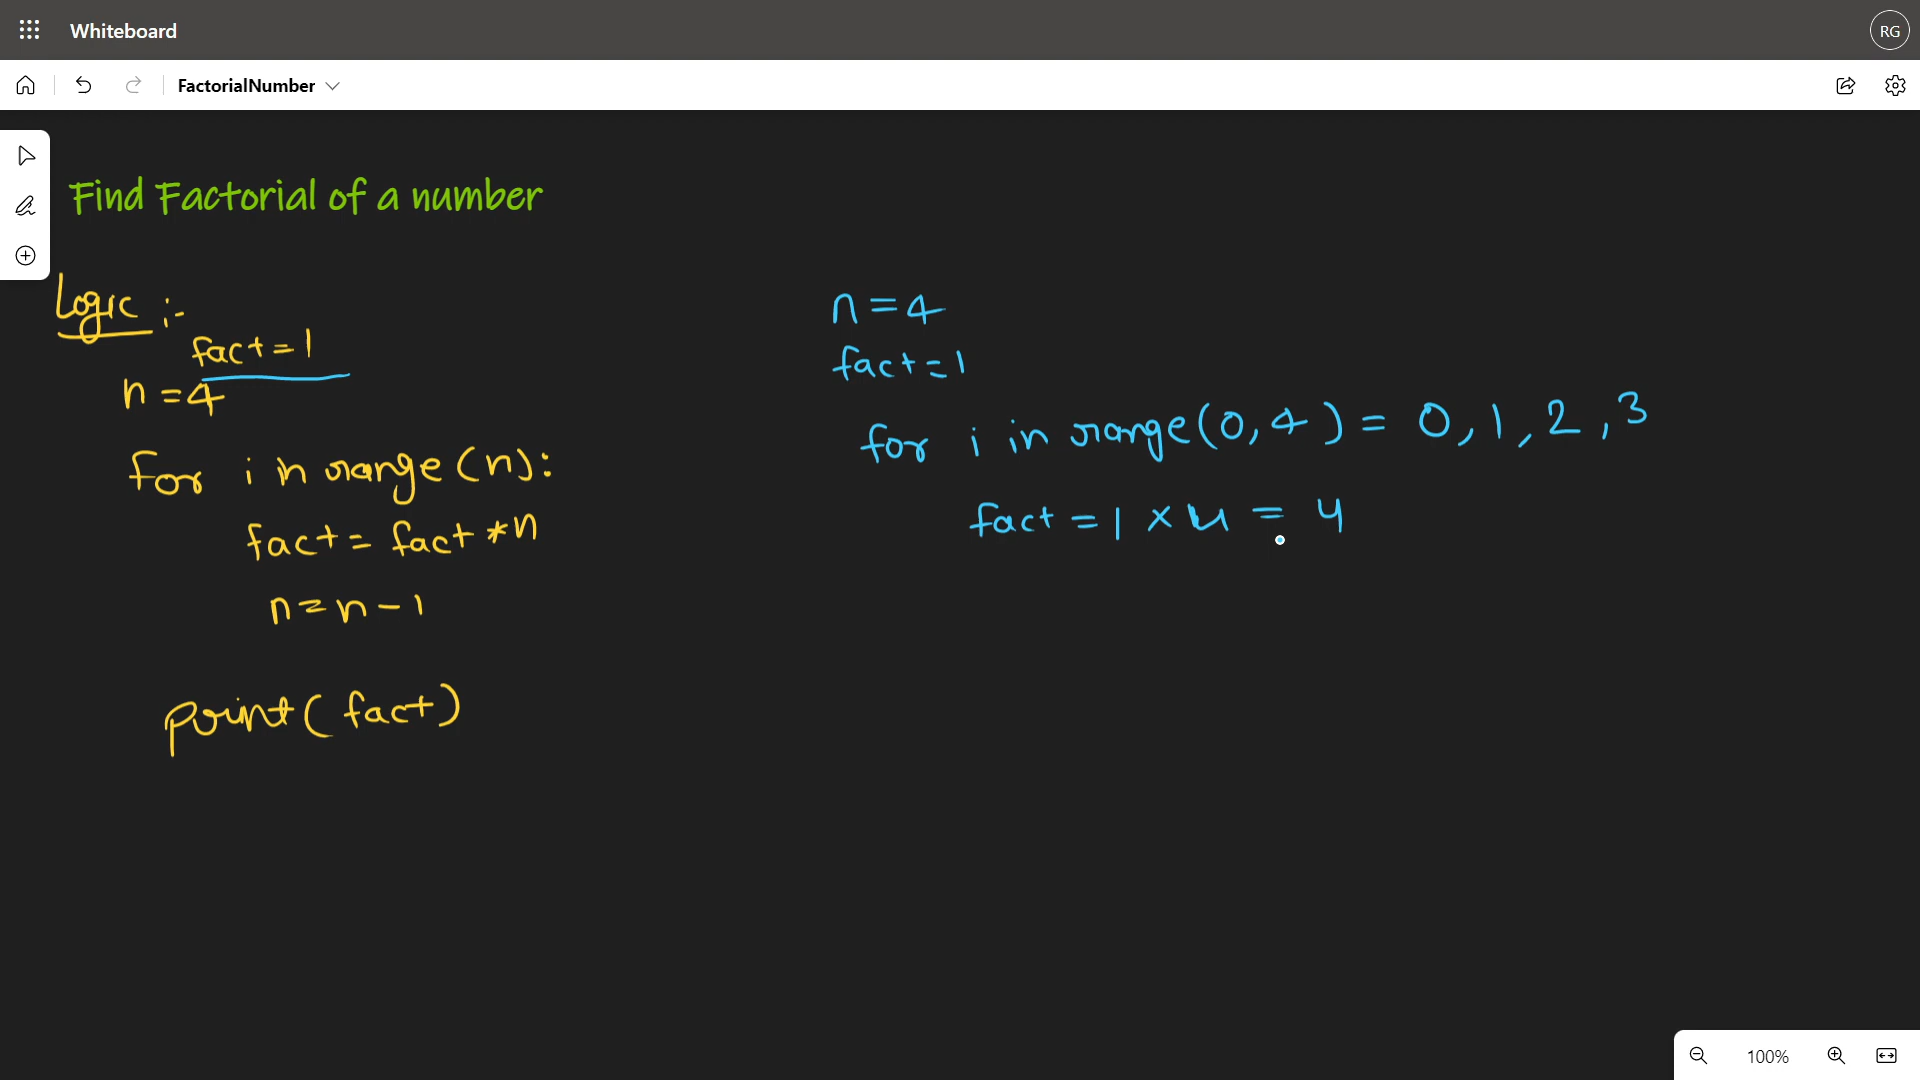 Whiteboard
RG
FactorialNumber
Find Factorial of a number
Logic :-
fact = 1
n = 4
for i in range(n):
fact = fact * n
n = n - 1
print(fact)
n = 4
fact = 1
for i in range(0, 4) = 0, 1, 2, 3
fact = 1 × 4 = 4
100%